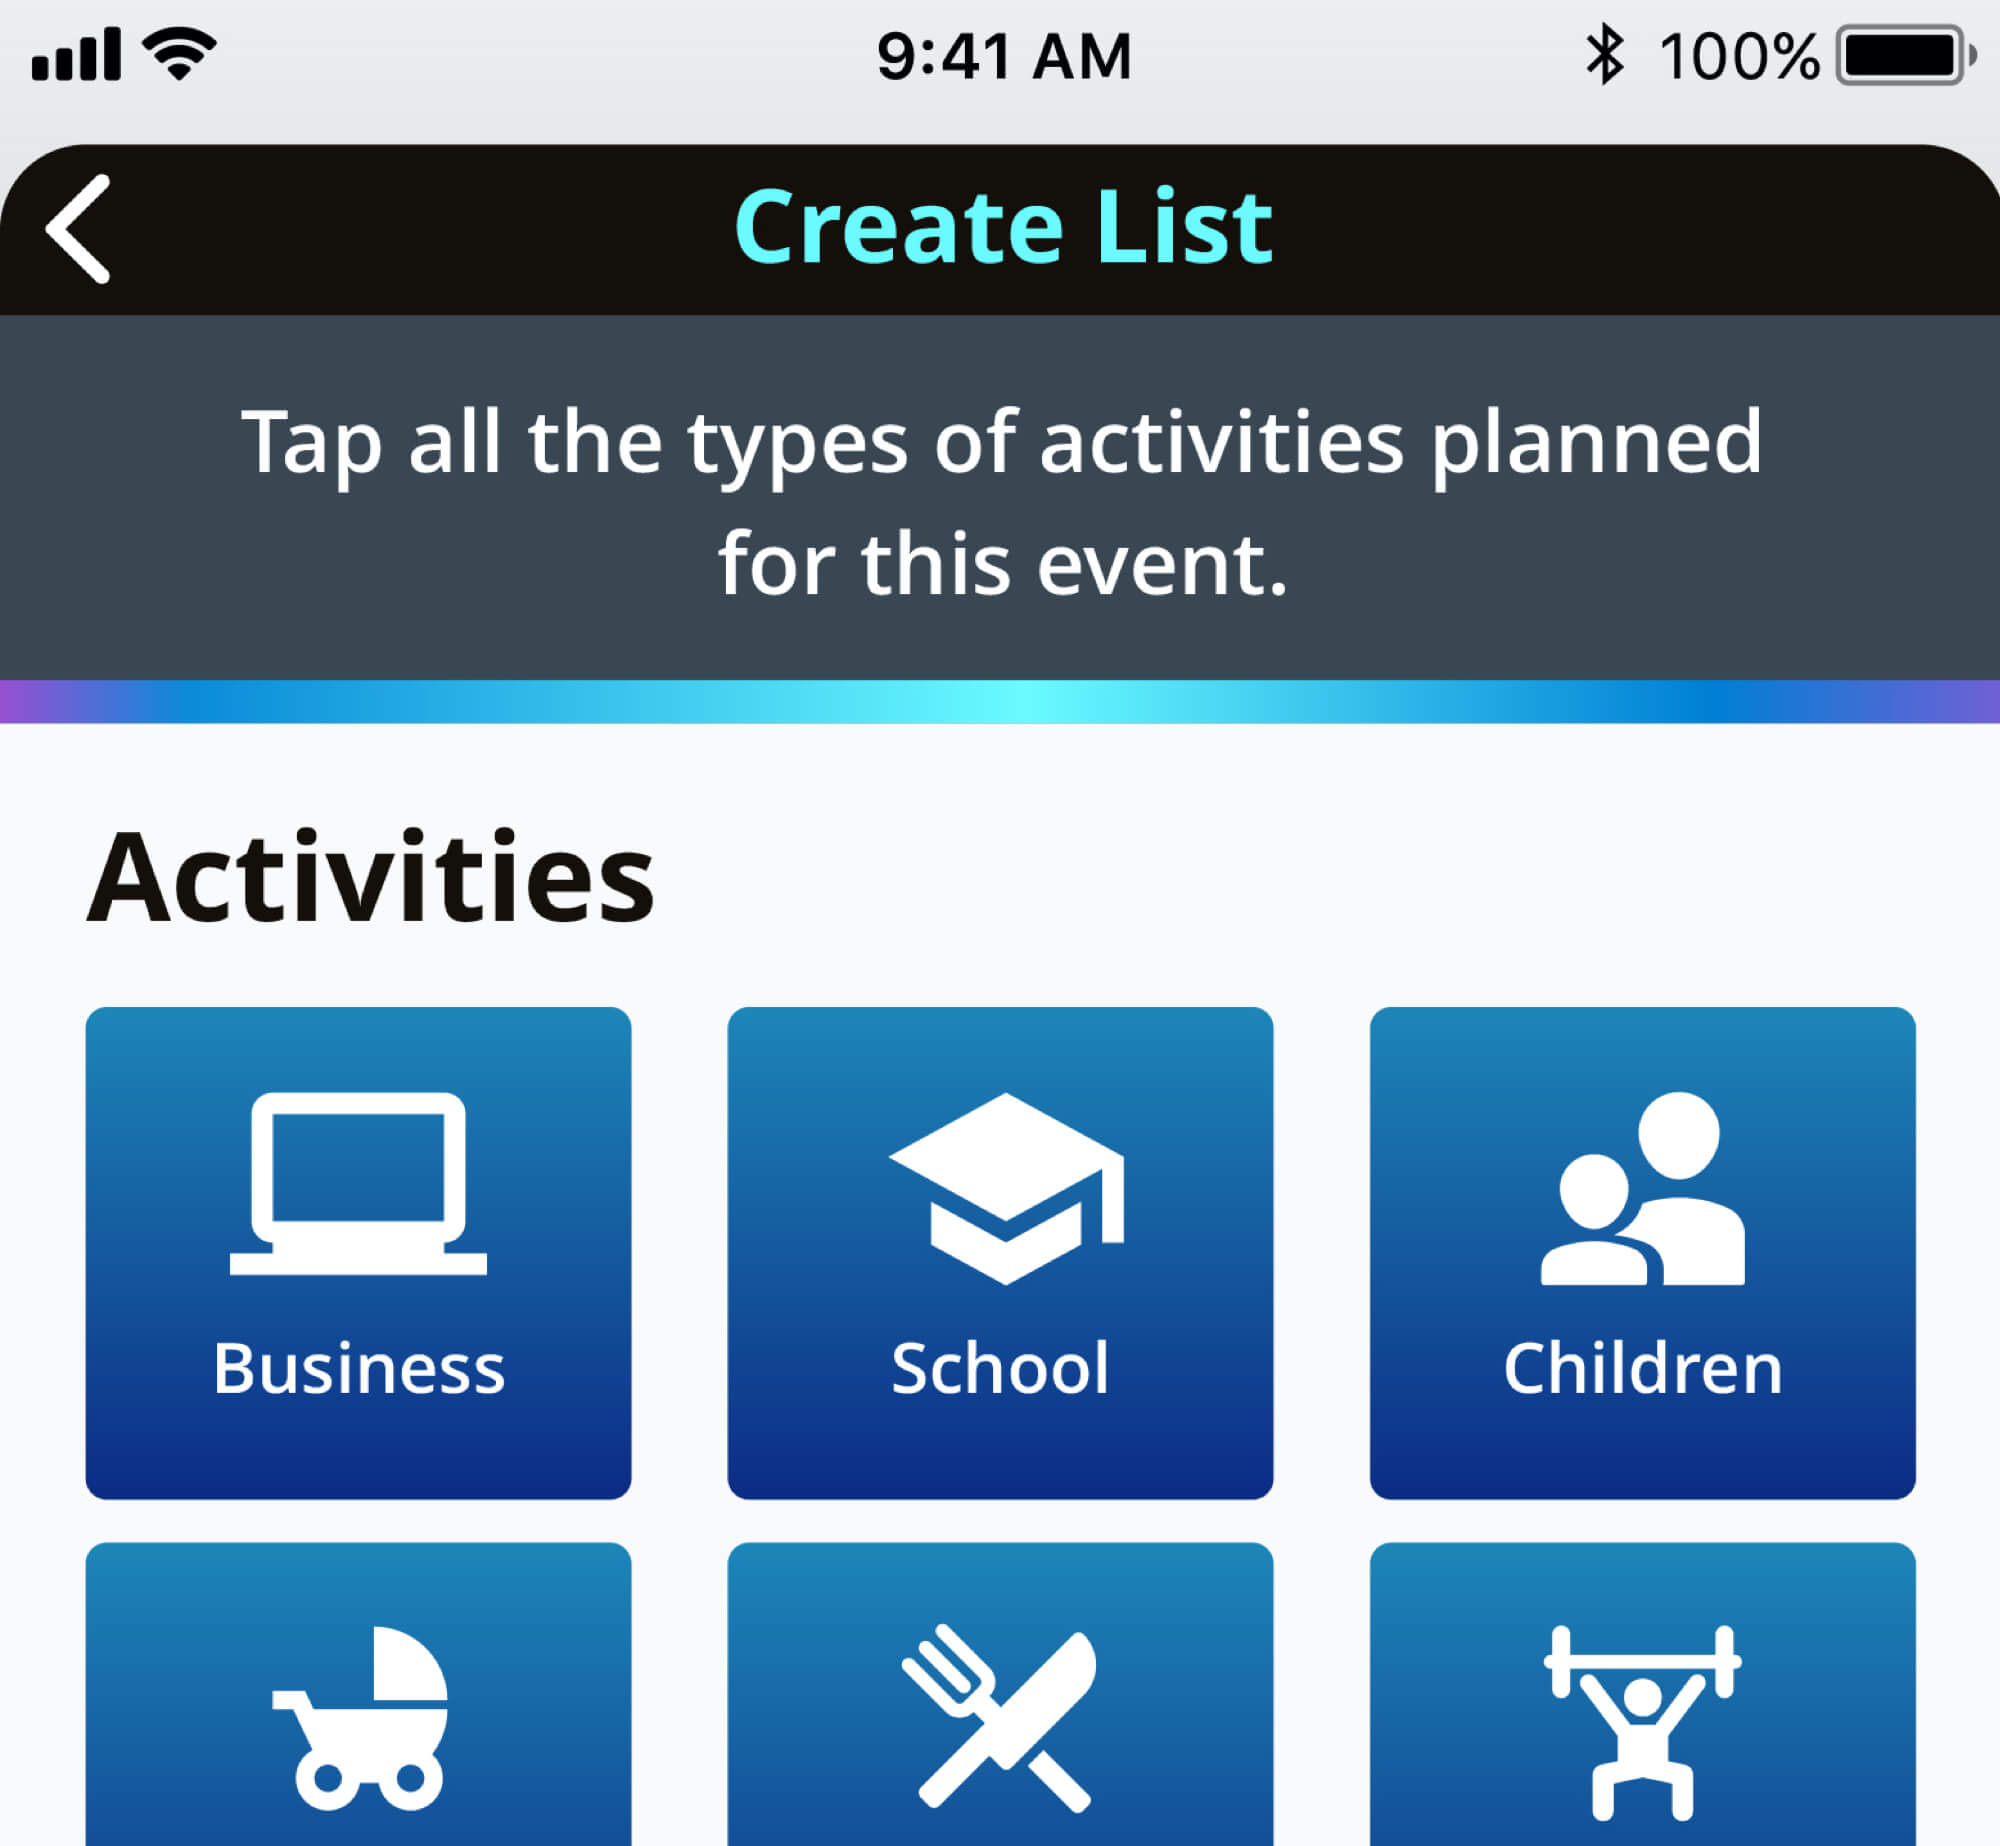 9:41 AM
100%
Create List
Tap all the types of activities planned
for this event.
Activities
Business
School
Children